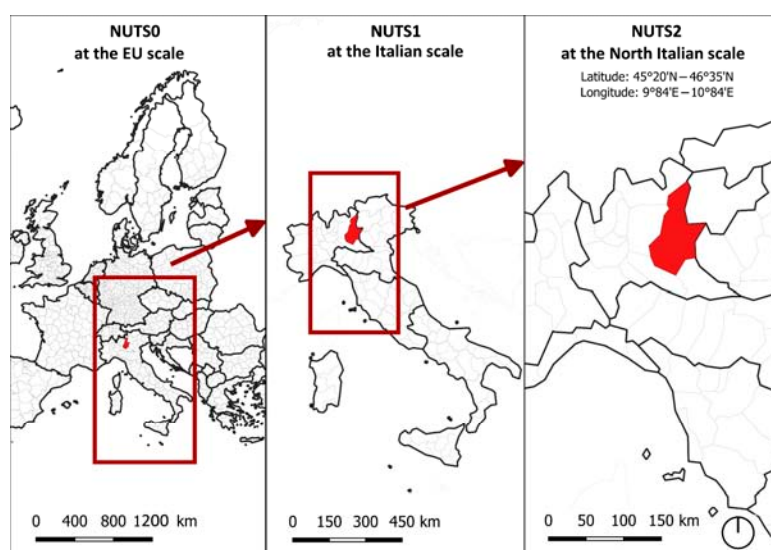 NUTS0
at the EU scale
NUTS1
at the Italian scale
NUTS2
at the North Italian scale
Latitude: 45°20'N−46°35'N
Longitude: 9°84'E−10°84'E
0 400 800 1200 km
0 150 300 450 km
0 50 100 150 km